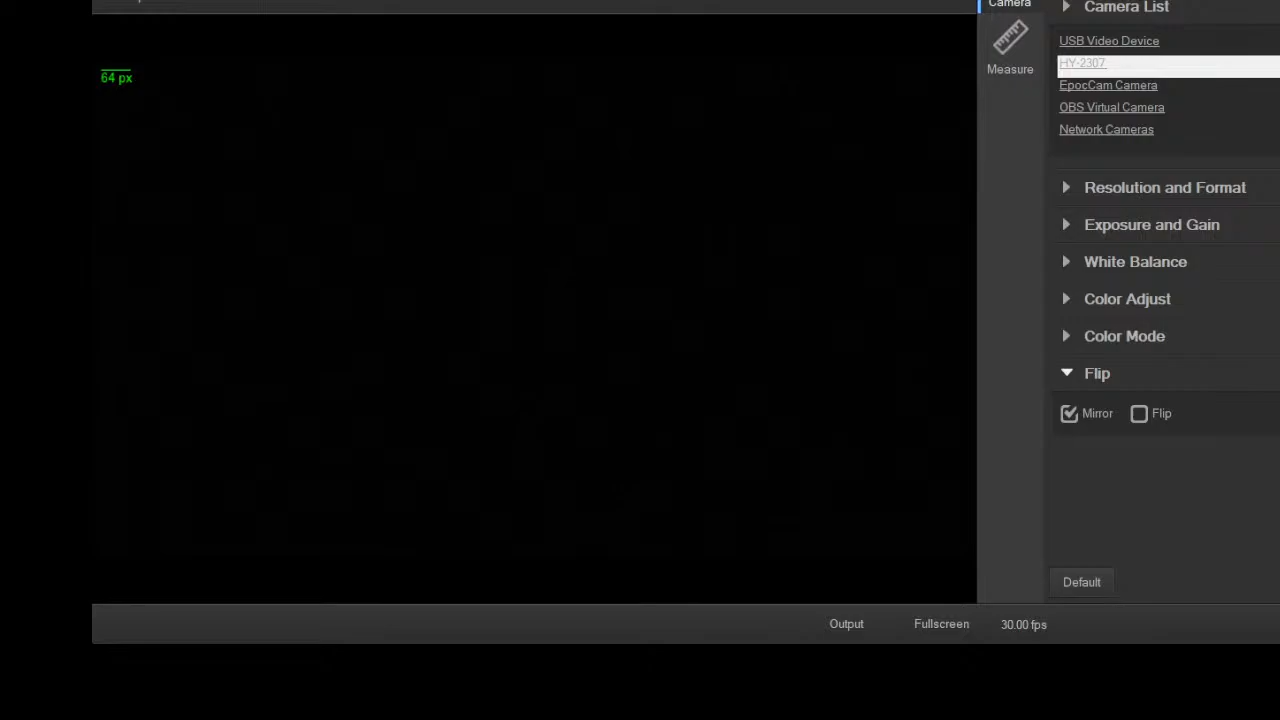 Camera
Camera List
USB Video Device
HY-2307
EpocCam Camera
OBS Virtual Camera
Network Cameras
64 px
Measure
Resolution and Format
Exposure and Gain
White Balance
Color Adjust
Color Mode
Flip
Mirror Flip
Default
Output Fullscreen 30.00 fps